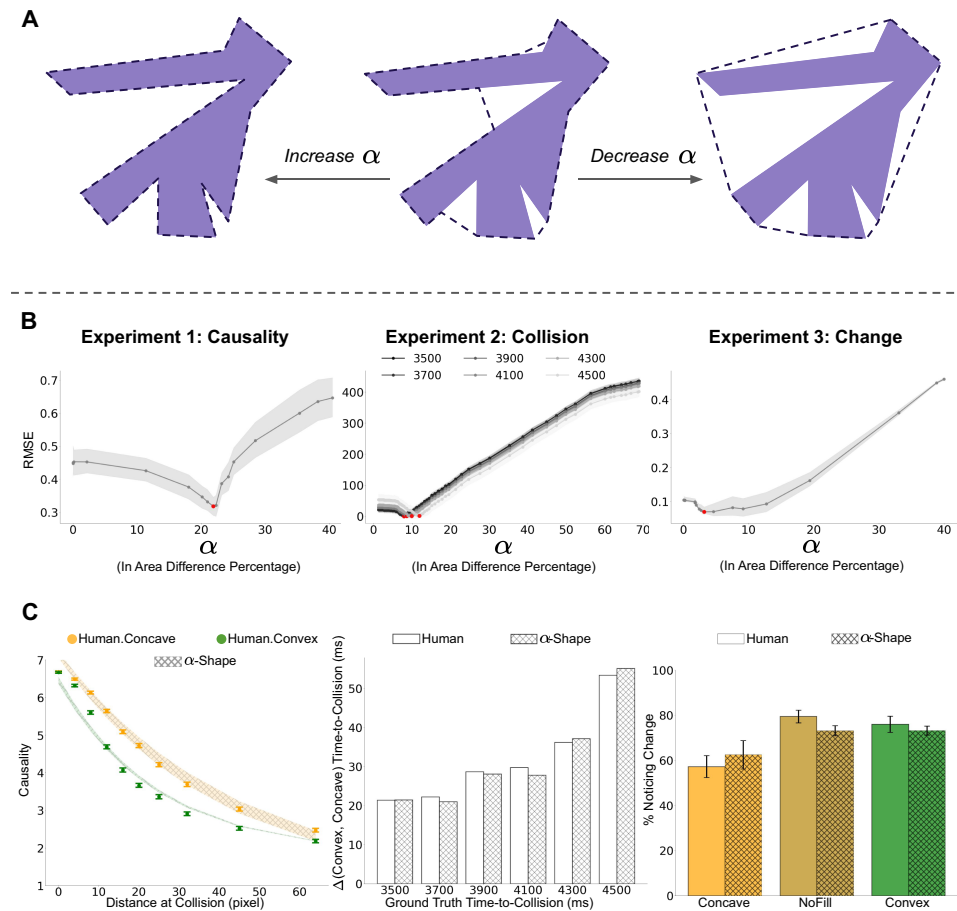 A
Increase α
Decrease α
B
Experiment 1: Causality
Experiment 2: Collision
Experiment 3: Change
3500 3900 4300
3700 4100 4500
RMSE
0.7
0.6
0.5
0.4
0.3
0 10 20 30 40
α
(In Area Difference Percentage)
400
300
200
100
0
0 10 20 30 40 50 60 70
α
(In Area Difference Percentage)
0.4
0.3
0.2
0.1
0 10 20 30 40
α
(In Area Difference Percentage)
C
Human.Concave Human.Convex
α-Shape
Causality
7
6
5
4
3
2
1
0 10 20 30 40 50 60
Distance at Collision (pixel)
Human α-Shape
Δ(Convex, Concave) Time-to-Collision (ms)
50
40
30
20
10
0
3500 3700 3900 4100 4300 4500
Ground Truth Time-to-Collision (ms)
Human α-Shape
% Noticing Change
100
80
60
40
20
0
Concave NoFill Convex